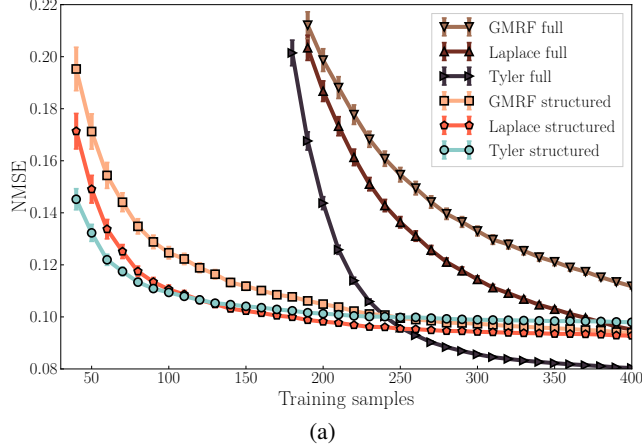 0.22
0.20
0.18
0.16
0.14
0.12
0.10
0.08
NMSE
GMRF full
Laplace full
Tyler full
GMRF structured
Laplace structured
Tyler structured
50 100 150 200 250 300 350 400
Training samples
(a)